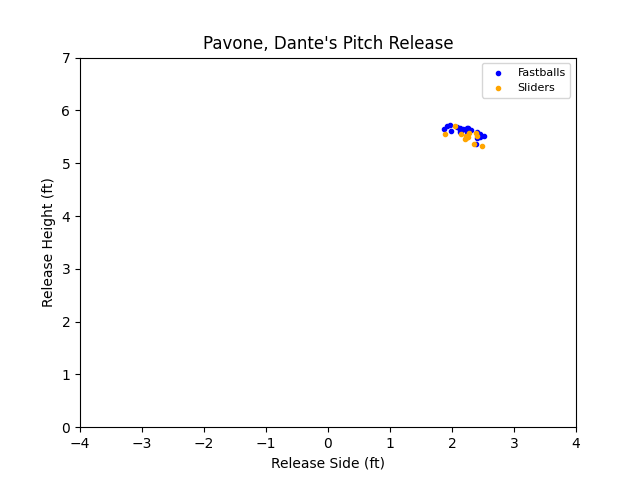 Pavone, Dante's Pitch Release
Fastballs
Sliders
Release Height (ft)
7
6
5
4
3
2
1
0
−4 −3 −2 −1 0 1 2 3 4
Release Side (ft)